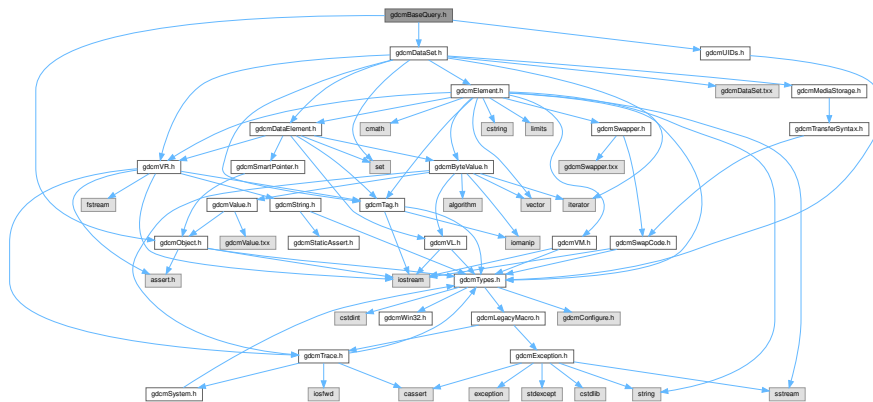 gdcmBaseQuery.h
gdcmDataSet.h
gdcmUIDs.h
gdcmElement.h
gdcmDataSet.txx
gdcmMediaStorage.h
gdcmDataElement.h
cmath
cstring
limits
gdcmSwapper.h
gdcmTransferSyntax.h
gdcmVR.h
gdcmSmartPointer.h
set
gdcmByteValue.h
gdcmSwapper.txx
fstream
gdcmValue.h
gdcmString.h
gdcmTag.h
algorithm
vector
iterator
gdcmObject.h
gdcmValue.txx
gdcmStaticAssert.h
gdcmVL.h
iomanip
gdcmVM.h
gdcmSwapCode.h
assert.h
iostream
gdcmTypes.h
cstdint
gdcmWin32.h
gdcmLegacyMacro.h
gdcmConfigure.h
gdcmTrace.h
gdcmException.h
gdcmSystem.h
iosfwd
cassert
exception
stdexcept
cstdlib
string
sstream